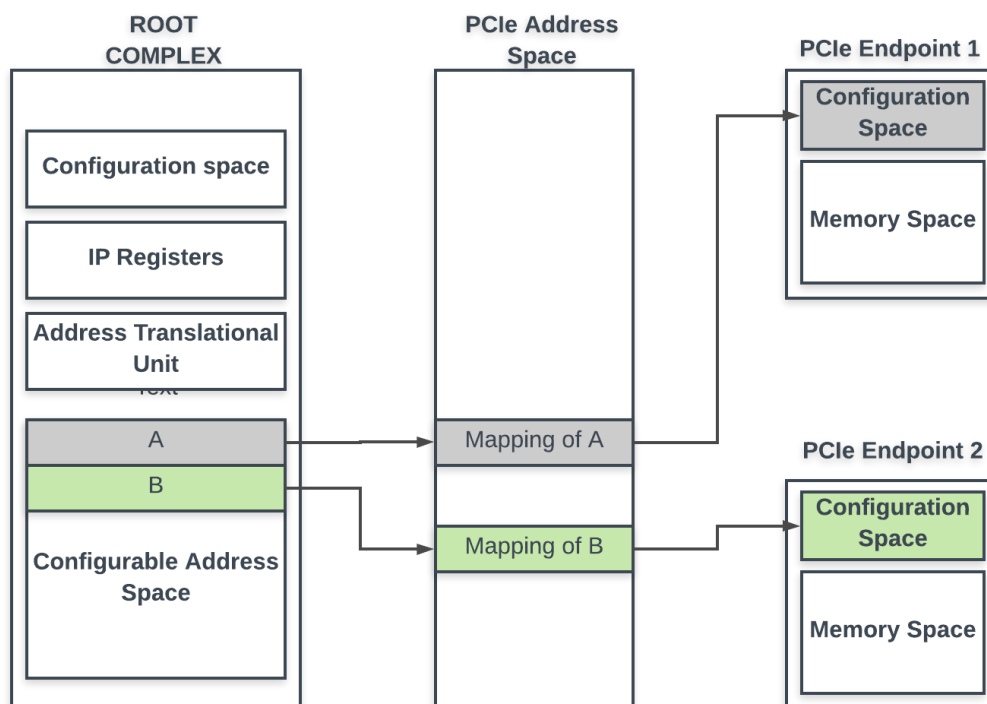 ROOT
COMPLEX
Configuration space
IP Registers
Address Translational
Unit
A
B
Configurable Address
Space
PCIe Address
Space
Mapping of A
Mapping of B
PCIe Endpoint 1
Configuration
Space
Memory Space
PCIe Endpoint 2
Configuration
Space
Memory Space